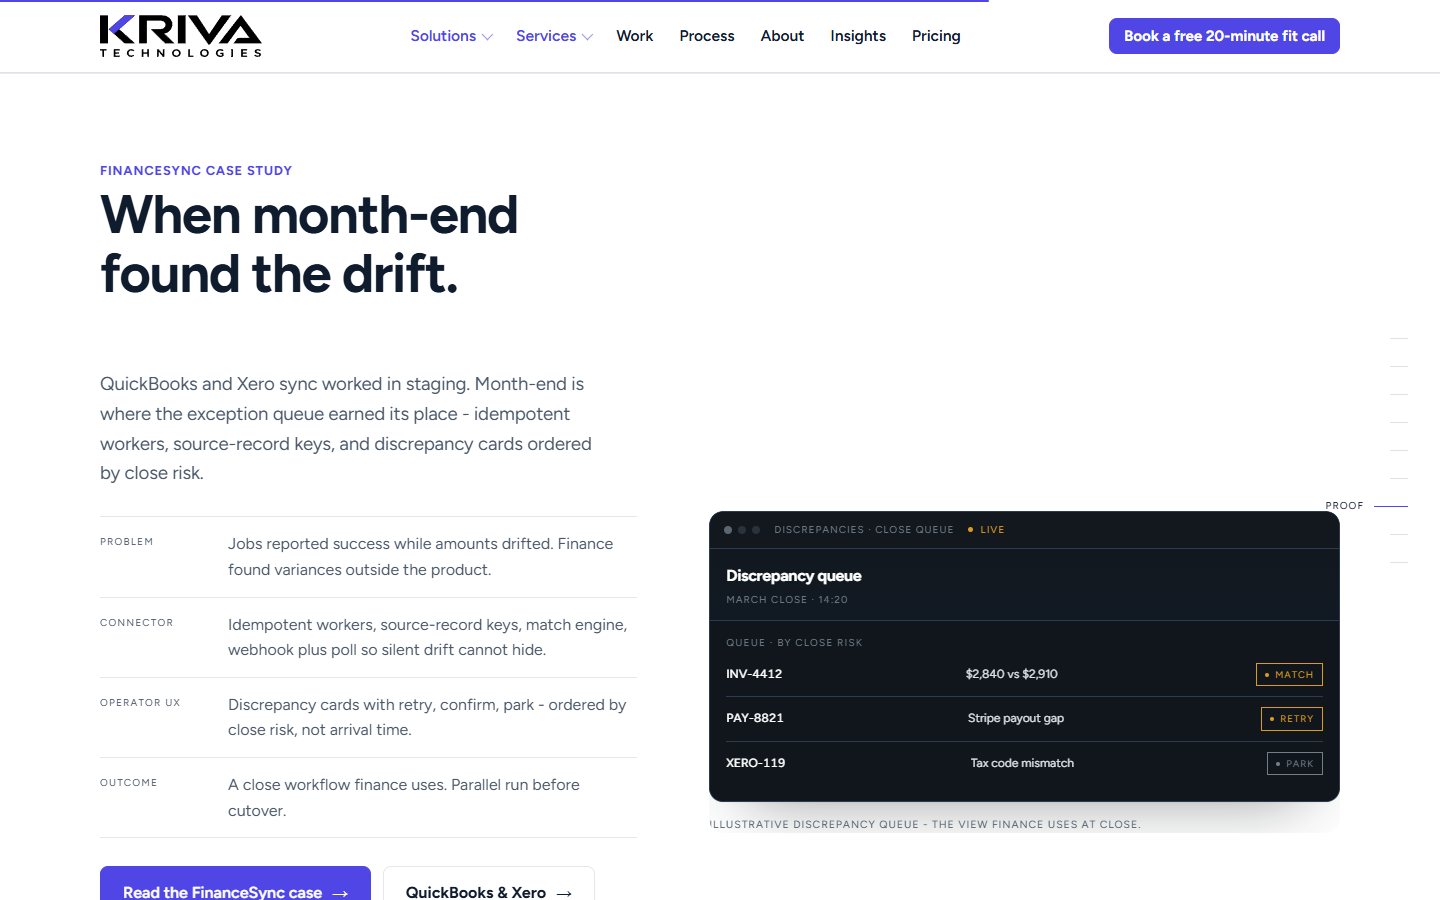 KRIVA
TECHNOLOGIES
Solutions
Services
Work
Process
About
Insights
Pricing
Book a free 20-minute fit call
FINANCESYNC CASE STUDY
When month-end
found the drift.
QuickBooks and Xero sync worked in staging. Month-end is
where the exception queue earned its place - idempotent
workers, source-record keys, and discrepancy cards ordered
by close risk.
PROBLEM
Jobs reported success while amounts drifted. Finance
found variances outside the product.
CONNECTOR
Idempotent workers, source-record keys, match engine,
webhook plus poll so silent drift cannot hide.
OPERATOR UX
Discrepancy cards with retry, confirm, park - ordered by
close risk, not arrival time.
OUTCOME
A close workflow finance uses. Parallel run before
cutover.
Read the FinanceSync case →
QuickBooks & Xero →
PROOF
DISCREPANCIES · CLOSE QUEUE • LIVE
Discrepancy queue
MARCH CLOSE · 14:20
QUEUE · BY CLOSE RISK
INV-4412 $2,840 vs $2,910 • MATCH
PAY-8821 Stripe payout gap • RETRY
XERO-119 Tax code mismatch • PARK
ILLUSTRATIVE DISCREPANCY QUEUE - THE VIEW FINANCE USES AT CLOSE.